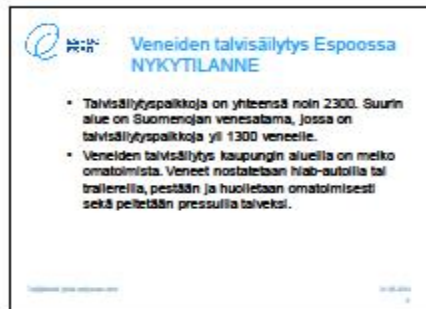 Veneiden talvisäilytys Espoossa
NYKYTILANNE
• Talvisäilytyspaikkoja on yhteensä noin 2300. Suurin
alue on Suomenojan venesatama, jossa on
talvisäilytyspaikkoja yli 1300 veneelle.
• Veneiden talvisäilytys kaupungin alueilla on melko
omatoimista. Veneet nostatetaan hiab-autoilla tai
trailereilla, pestään ja huolletaan omatoimisesti
sekä peitetään pressuilla talveksi.